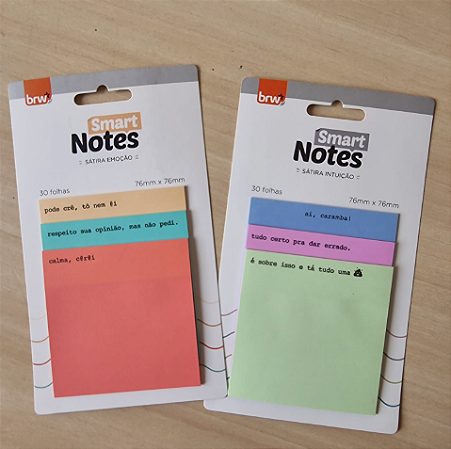 brw
Smart
Notes
SÁTIRA EMOÇÃO
30 folhas
76mm x 76mm
pode crê, tô nem êi
respeito sua opinião, mas não pedi.
calma, cêrêi
brw
Smart
Notes
SÁTIRA INTUIÇÃO
30 folhas
76mm x 76mm
ai, caramba!
tudo certo pra dar errado.
é sobre isso e tá tudo uma 💩